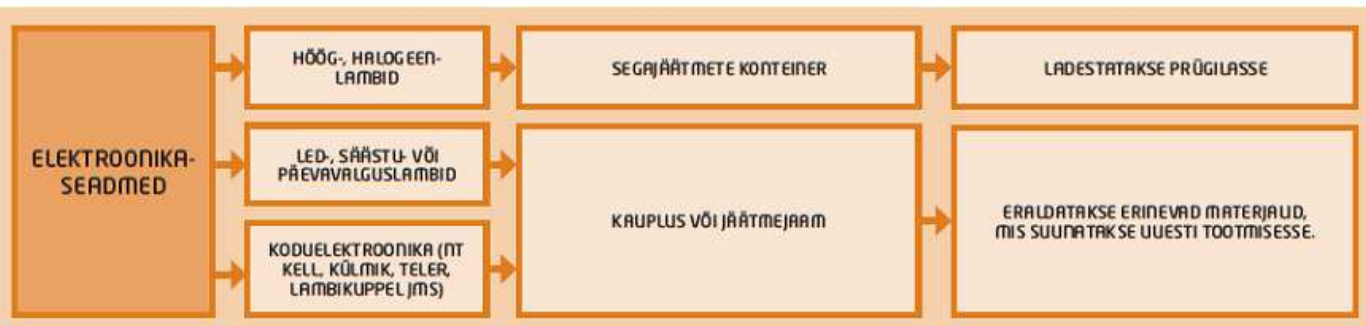 ELEKTROONIKA-
SEADMED
HÕÕG-, HALOGEEN-
LAMBID
SEGAJÄÄTMETE KONTEINER
LADESTATAKSE PRÜGILASSE
LED-, SÄÄSTU- VÕI
PÄEVAVALGUSLAMBID
KAUPLUS VÕI JÄÄTMEJAAM
ERALDATAKSE ERINEVAD MATERJALID,
MIS SUUNATAKSE UUESTI TOOTMISESSE.
KODUELEKTROONIKA (NT
KELL, KÜLMIK, TELER,
LAMBIKUPPEL JMS)